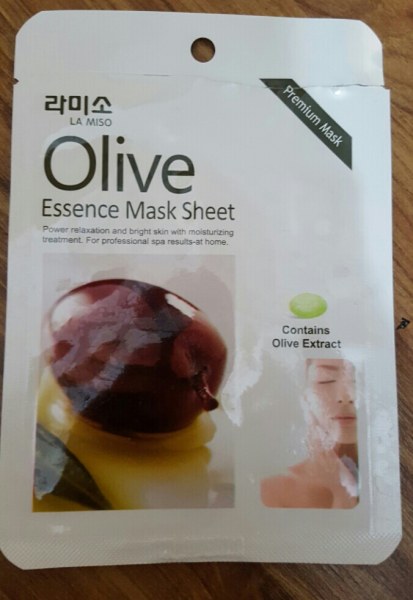 라미소
LA MISO
Premium Mask
Olive
Essence Mask Sheet
Power relaxation and bright skin with moisturizing
treatment. For professional spa results-at home.
Contains
Olive Extract